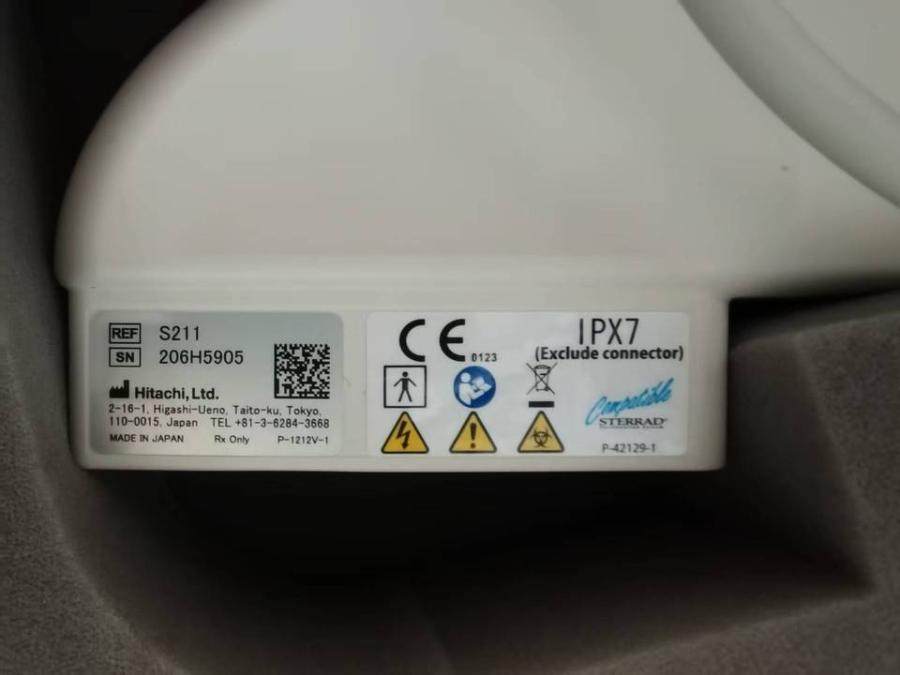 REF S211
SN 206H5905
Hitachi, Ltd.
2-16-1, Higashi-Ueno, Taito-ku, Tokyo,
110-0015, Japan TEL +81-3-6284-3668
MADE IN JAPAN Rx Only P-1212V-1
CE 0123
IPX7
(Exclude connector)
Compatible
STERRAD®
P-42129-1